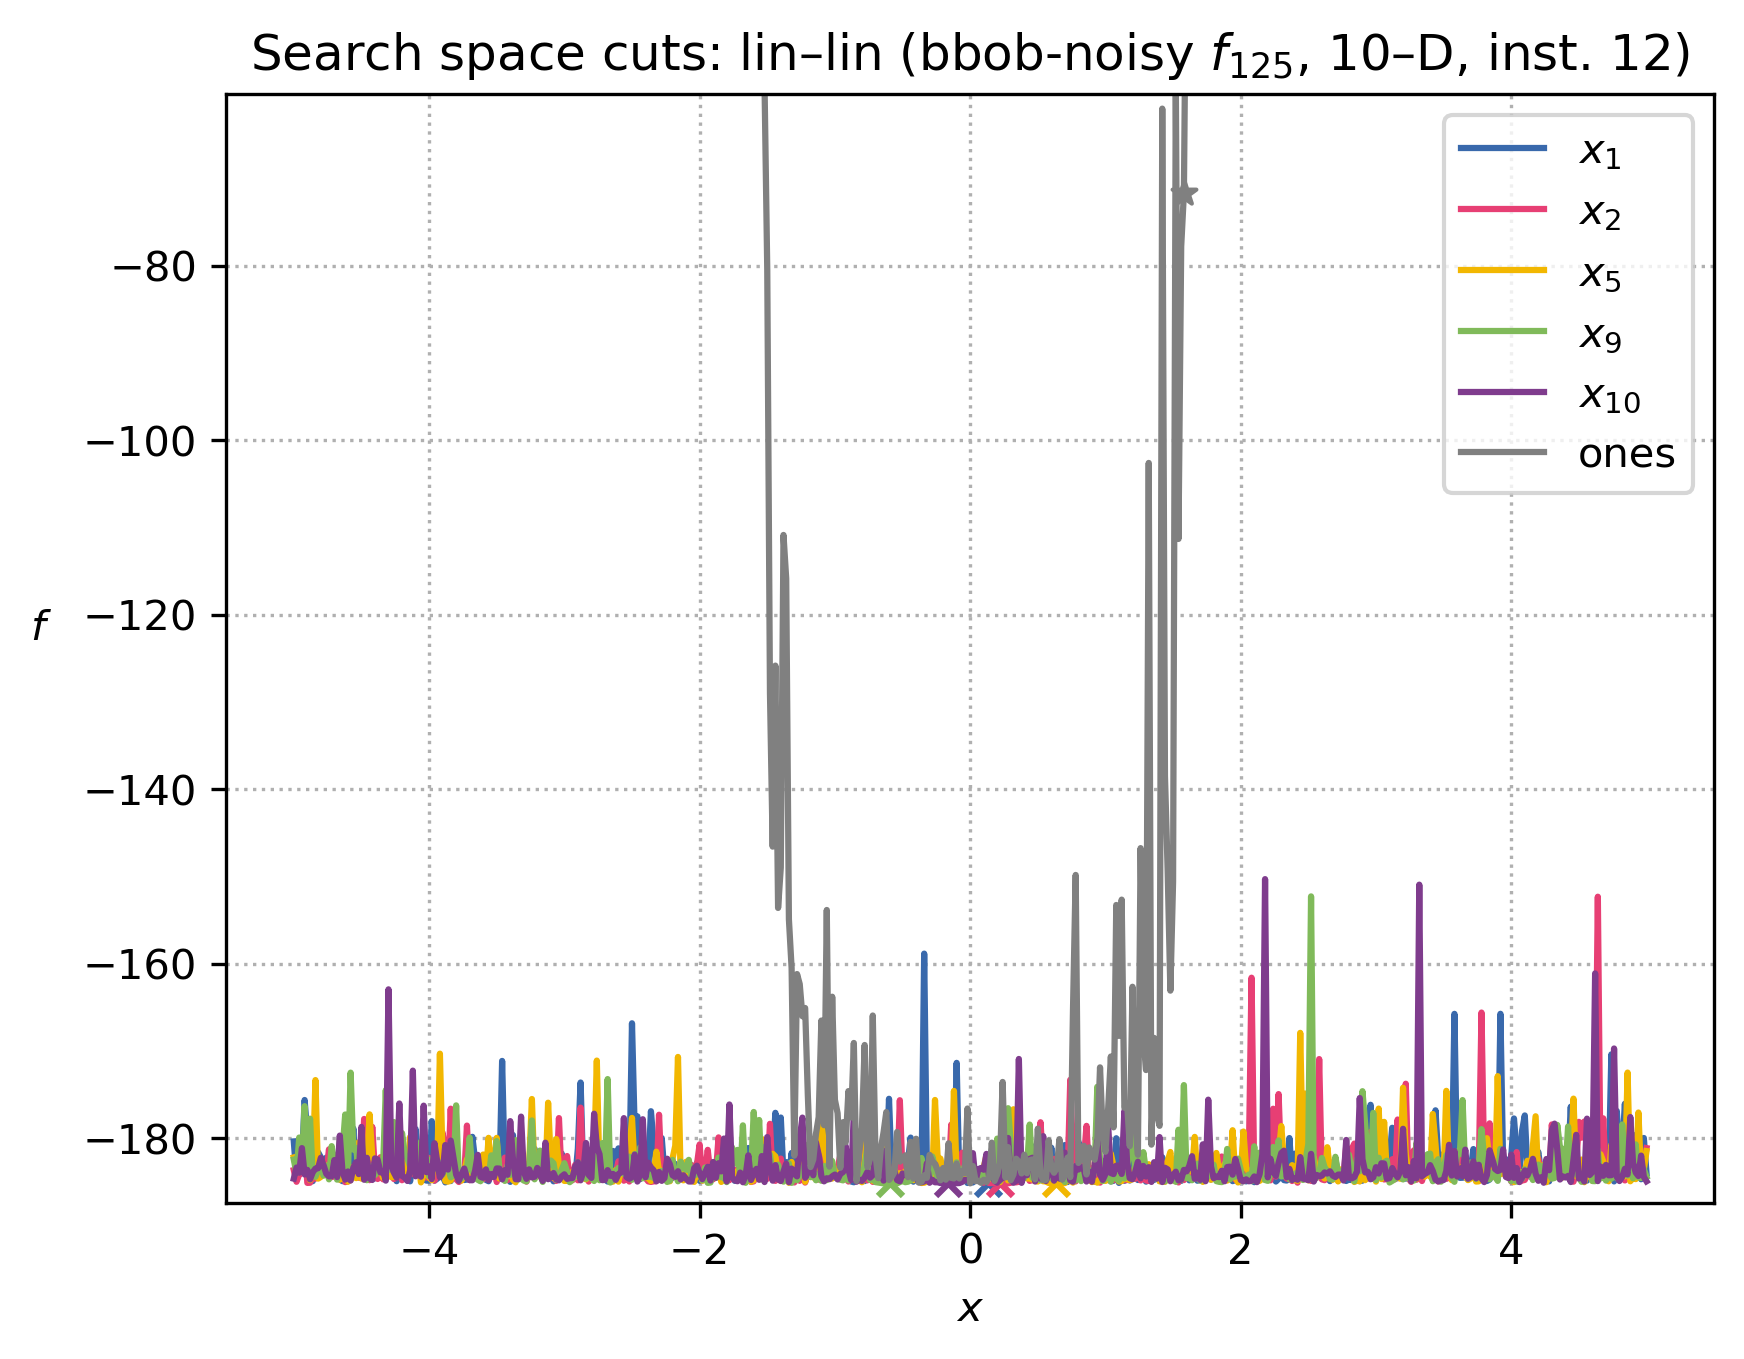 Search space cuts: lin–lin (bbob-noisy f₁₂₅, 10–D, inst. 12)
x₁
x₂
x₅
x₉
x₁₀
ones
f
−80
−100
−120
−140
−160
−180
−4
−2
0
2
4
x